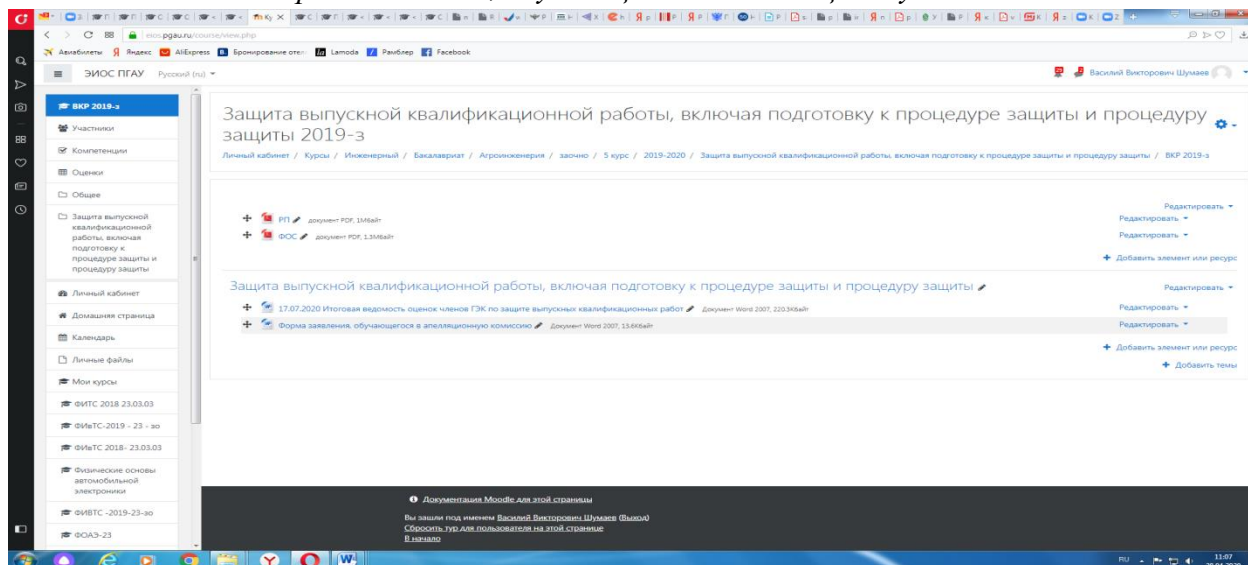 eios.pgau.ru/course/view.php
Авиабилеты Яндекс AliExpress Бронирование отел Lamoda Рамблер Facebook
ЭИОС ПГАУ Русский (ru)
Василий Викторович Шумаев
ВКР 2019-з
Участники
Компетенции
Оценки
Общее
Защита выпускной
квалификационной
работы, включая
подготовку к
процедуре защиты и
процедуру защиты
Личный кабинет
Домашняя страница
Календарь
Личные файлы
Мои курсы
ФИТС 2018 23.03.03
ФИвТС-2019 - 23 - зо
ФИвТС 2018- 23.03.03
Физические основы
автомобильной
электроники
ФИВТС -2019-23-зо
ФОАЭ-23
Защита выпускной квалификационной работы, включая подготовку к процедуре защиты и процедуру
защиты 2019-з
Личный кабинет / Курсы / Инженерный / Бакалавриат / Агроинженерия / заочно / 5 курс / 2019-2020 / Защита выпускной квалификационной работы, включая подготовку к процедуре защиты и процедуру защиты / ВКР 2019-з
Редактировать
РП документ PDF, 1Мбайт Редактировать
ФОС документ PDF, 1.3Мбайт Редактировать
Добавить элемент или ресурс
Защита выпускной квалификационной работы, включая подготовку к процедуре защиты и процедуру защиты Редактировать
17.07.2020 Итоговая ведомость оценок членов ГЭК по защите выпускных квалификационных работ Документ Word 2007, 220.3Кбайт Редактировать
Форма заявления, обучающегося в апелляционную комиссию Документ Word 2007, 13.6Кбайт Редактировать
Добавить элемент или ресурс
Добавить темы
Документация Moodle для этой страницы
Вы зашли под именем Василий Викторович Шумаев (Выход)
Сбросить тур для пользователя на этой странице
В начало
RU 11:07